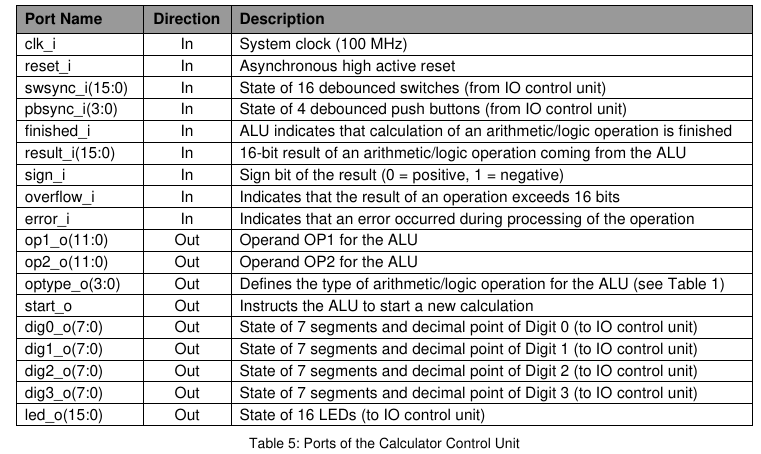 Port Name Direction Description
clk_i In System clock (100 MHz)
reset_i In Asynchronous high active reset
swsync_i(15:0) In State of 16 debounced switches (from IO control unit)
pbsync_i(3:0) In State of 4 debounced push buttons (from IO control unit)
finished_i In ALU indicates that calculation of an arithmetic/logic operation is finished
result_i(15:0) In 16-bit result of an arithmetic/logic operation coming from the ALU
sign_i In Sign bit of the result (0 = positive, 1 = negative)
overflow_i In Indicates that the result of an operation exceeds 16 bits
error_i In Indicates that an error occurred during processing of the operation
op1_o(11:0) Out Operand OP1 for the ALU
op2_o(11:0) Out Operand OP2 for the ALU
optype_o(3:0) Out Defines the type of arithmetic/logic operation for the ALU (see Table 1)
start_o Out Instructs the ALU to start a new calculation
dig0_o(7:0) Out State of 7 segments and decimal point of Digit 0 (to IO control unit)
dig1_o(7:0) Out State of 7 segments and decimal point of Digit 1 (to IO control unit)
dig2_o(7:0) Out State of 7 segments and decimal point of Digit 2 (to IO control unit)
dig3_o(7:0) Out State of 7 segments and decimal point of Digit 3 (to IO control unit)
led_o(15:0) Out State of 16 LEDs (to IO control unit)
Table 5: Ports of the Calculator Control Unit